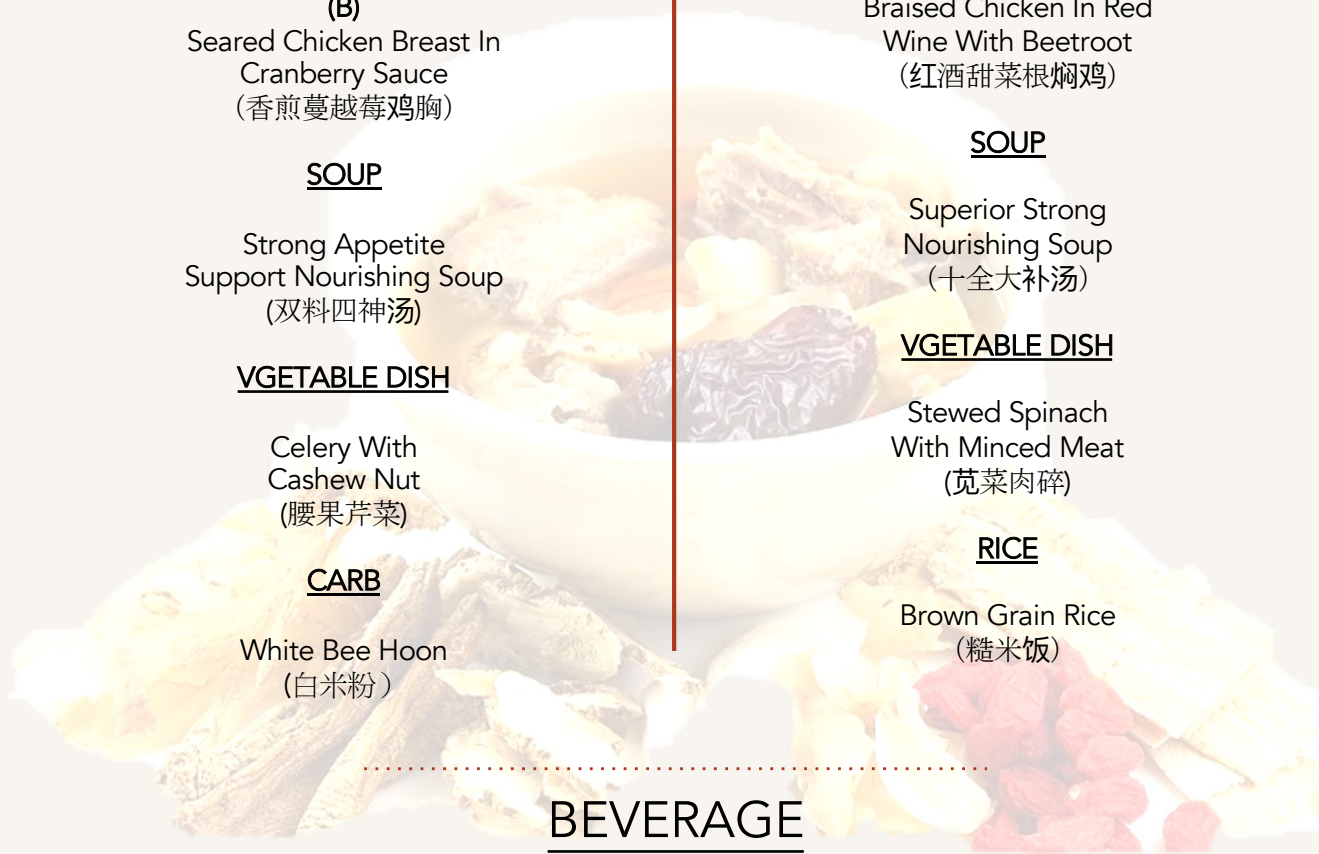 (B)
Seared Chicken Breast In
Cranberry Sauce
（香煎蔓越莓鸡胸）
SOUP
Strong Appetite
Support Nourishing Soup
(双料四神汤)
VGETABLE DISH
Celery With
Cashew Nut
(腰果芹菜)
CARB
White Bee Hoon
(白米粉）
Braised Chicken In Red
Wine With Beetroot
（红酒甜菜根焖鸡）
SOUP
Superior Strong
Nourishing Soup
（十全大补汤）
VGETABLE DISH
Stewed Spinach
With Minced Meat
(苋菜肉碎)
RICE
Brown Grain Rice
（糙米饭）
BEVERAGE